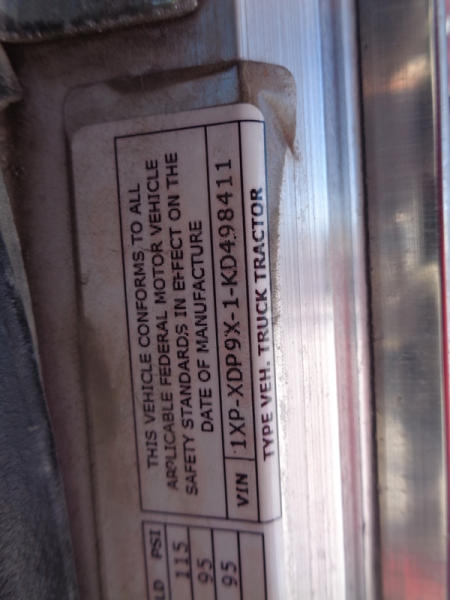 THIS VEHICLE CONFORMS TO ALL
APPLICABLE FEDERAL MOTOR VEHICLE
SAFETY STANDARDS IN EFFECT ON THE
DATE OF MANUFACTURE
VIN 1XP-XDP9X-1-KD498411
TYPE VEH. TRUCK TRACTOR
LD PSI
115
95
95